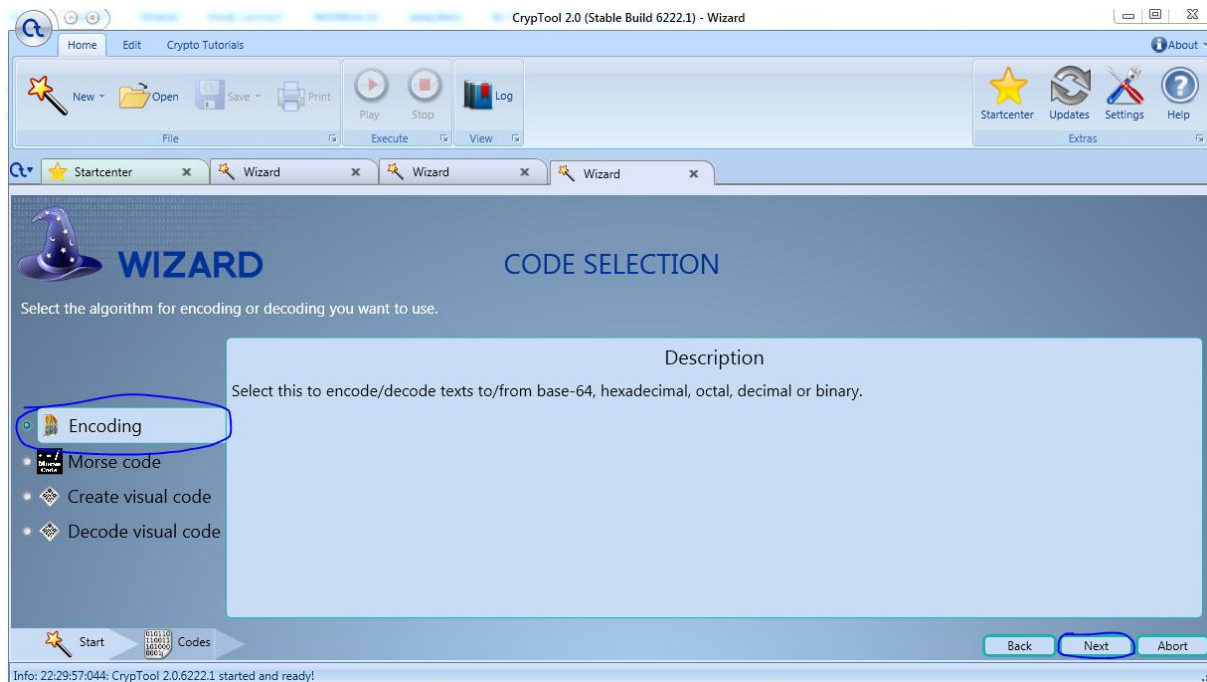 CrypTool 2.0 (Stable Build 6222.1) - Wizard
Home Edit Crypto Tutorials About
New Open Save Print Play Stop Log Startcenter Updates Settings Help
File Execute View Extras
Startcenter Wizard Wizard Wizard
WIZARD
CODE SELECTION
Select the algorithm for encoding or decoding you want to use.
Description
Select this to encode/decode texts to/from base-64, hexadecimal, octal, decimal or binary.
Encoding
Morse code
Create visual code
Decode visual code
Start Codes Back Next Abort
Info: 22:29:57:044: CrypTool 2.0.6222.1 started and ready!